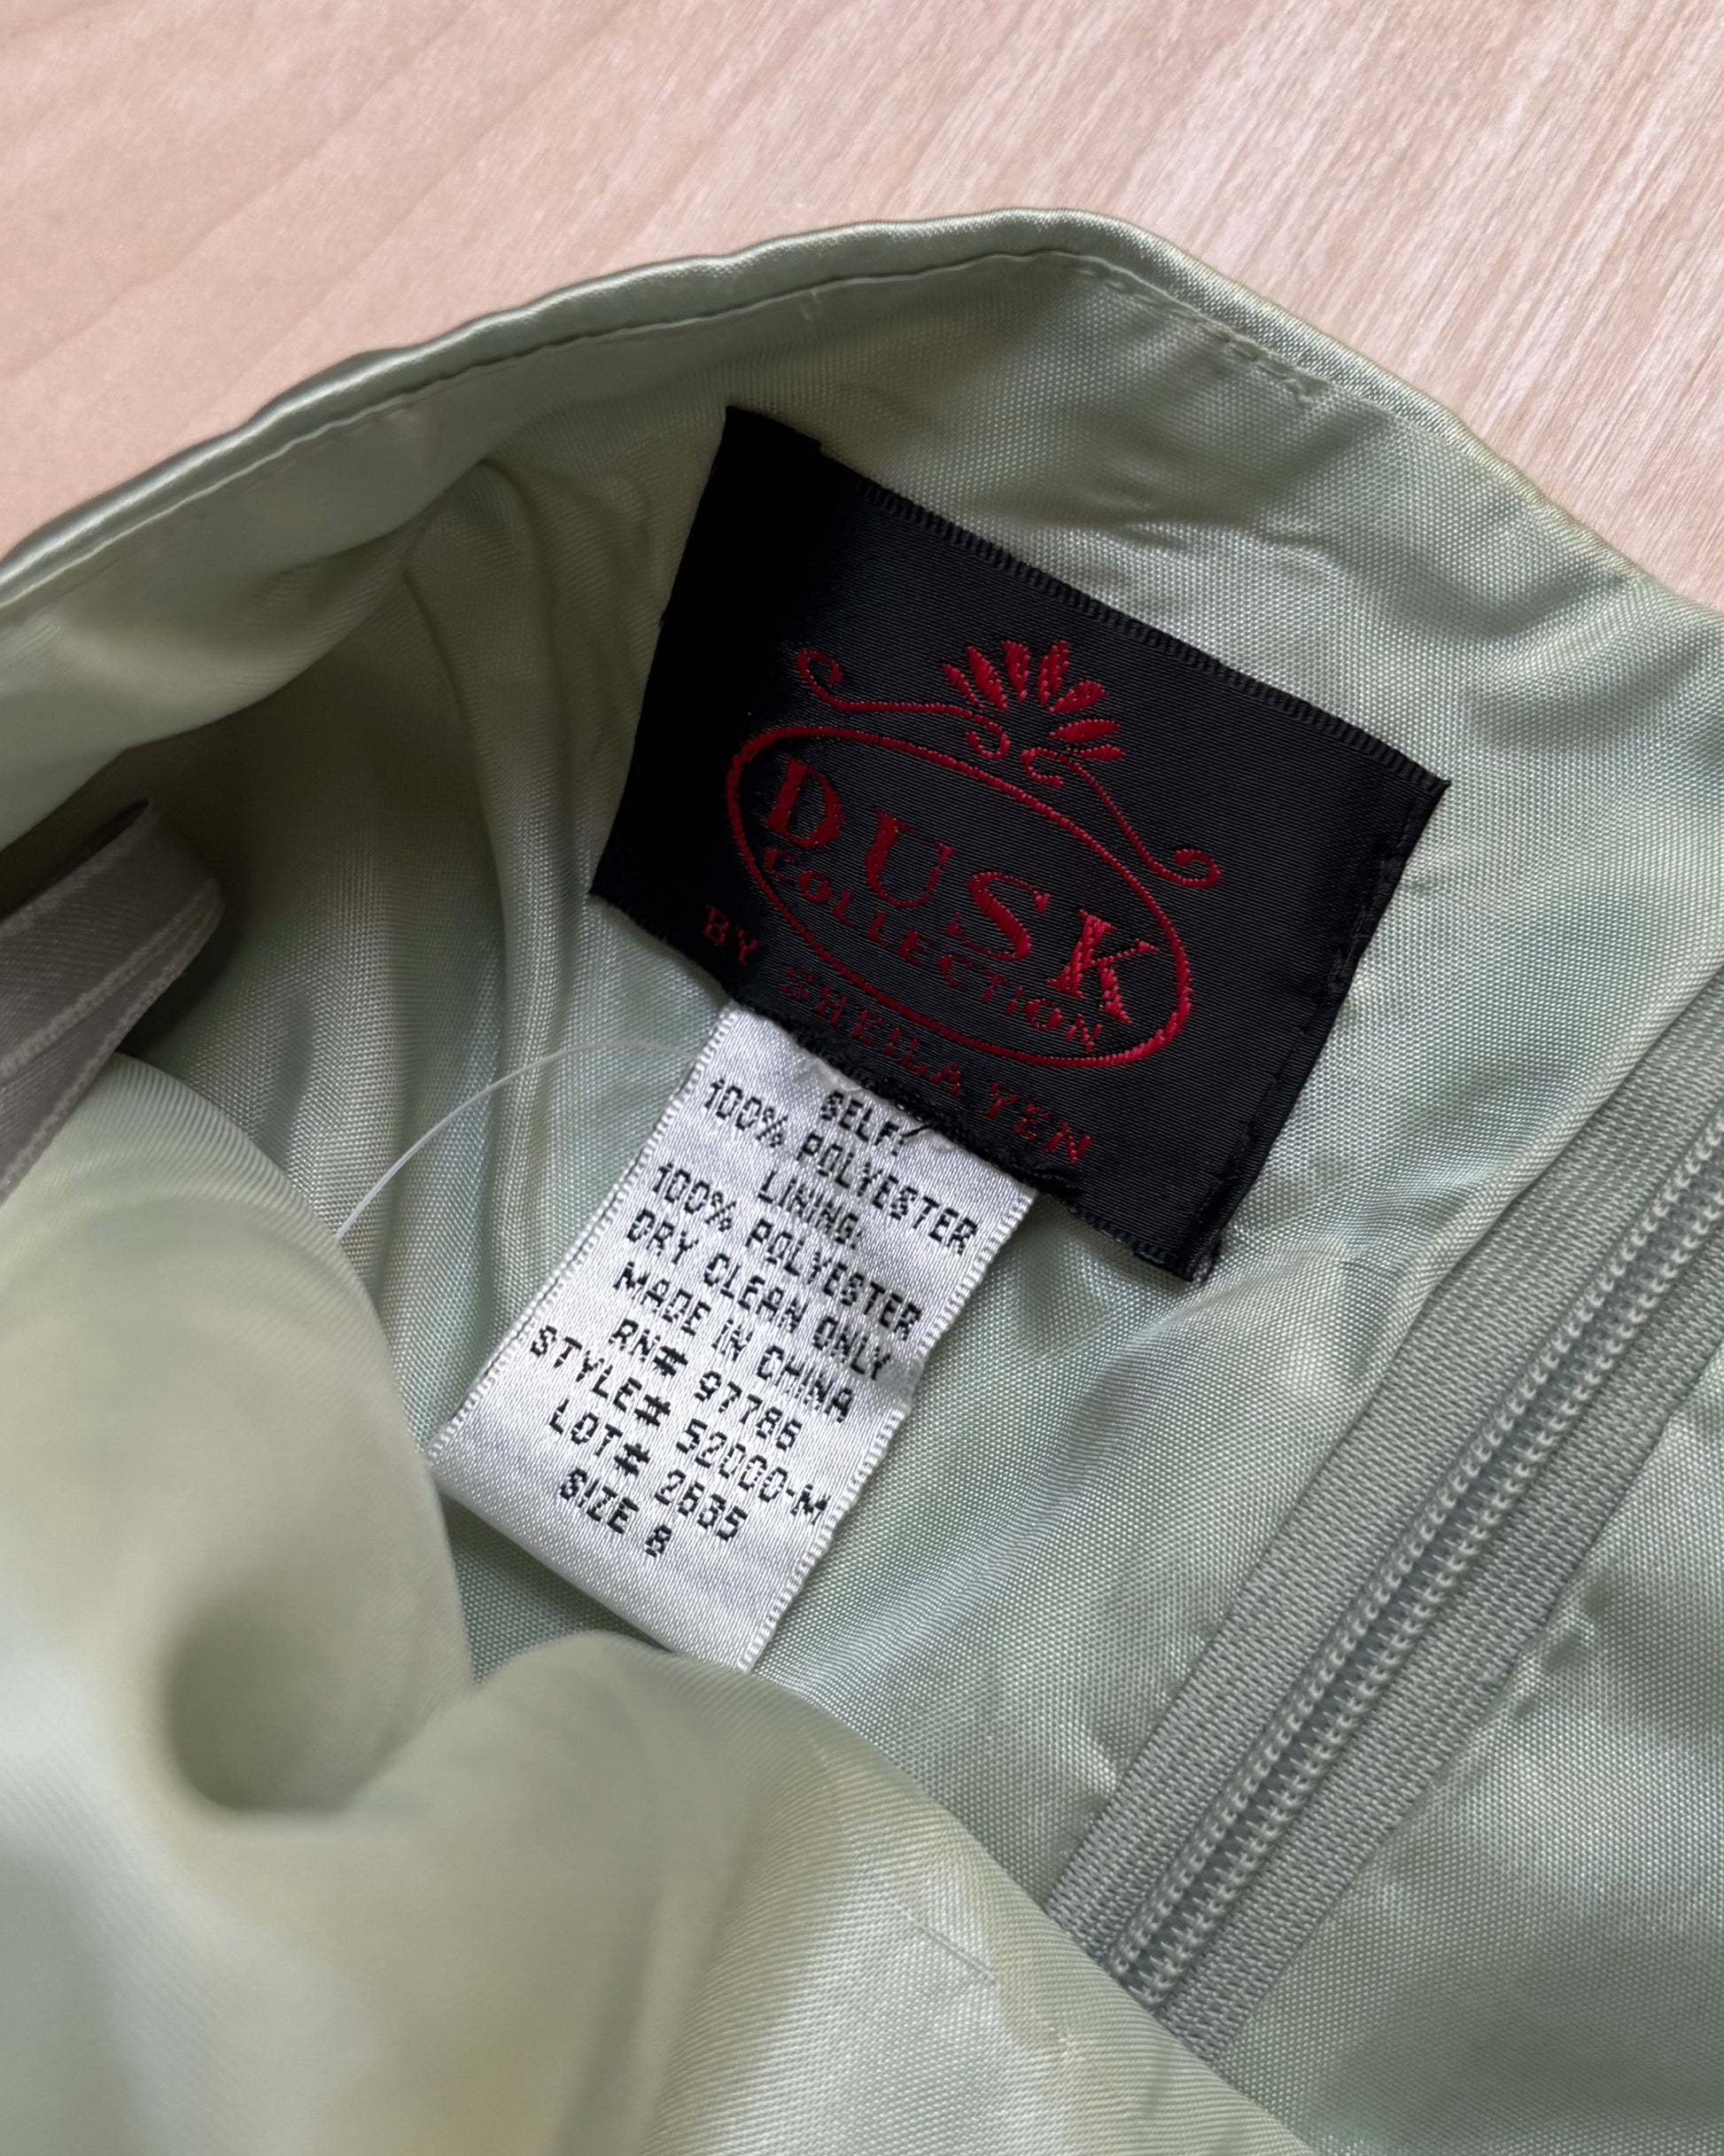 DUSK
COLLECTION
BY SHEILA YEN
SELF:
100% POLYESTER
LINING:
100% POLYESTER
DRY CLEAN ONLY
MADE IN CHINA
RN# 97786
STYLE# 52000-M
LOT# 2535
SIZE 8